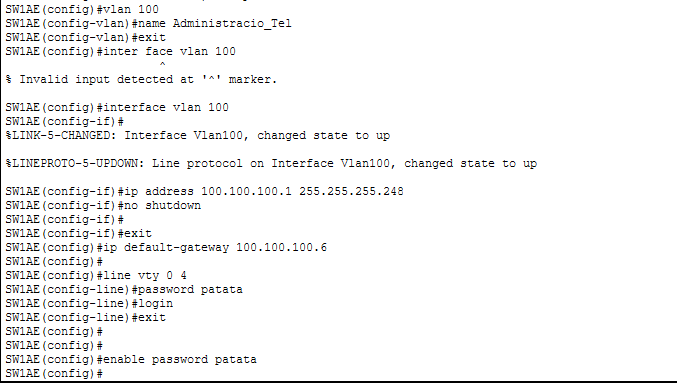 SW1AE(config)#vlan 100
SW1AE(config-vlan)#name Administracio_Tel
SW1AE(config-vlan)#exit
SW1AE(config)#inter face vlan 100
^
% Invalid input detected at '^' marker.
SW1AE(config)#interface vlan 100
SW1AE(config-if)#
%LINK-5-CHANGED: Interface Vlan100, changed state to up
%LINEPROTO-5-UPDOWN: Line protocol on Interface Vlan100, changed state to up
SW1AE(config-if)#ip address 100.100.100.1 255.255.255.248
SW1AE(config-if)#no shutdown
SW1AE(config-if)#
SW1AE(config-if)#exit
SW1AE(config)#ip default-gateway 100.100.100.6
SW1AE(config)#
SW1AE(config)#line vty 0 4
SW1AE(config-line)#password patata
SW1AE(config-line)#login
SW1AE(config-line)#exit
SW1AE(config)#
SW1AE(config)#
SW1AE(config)#enable password patata
SW1AE(config)#